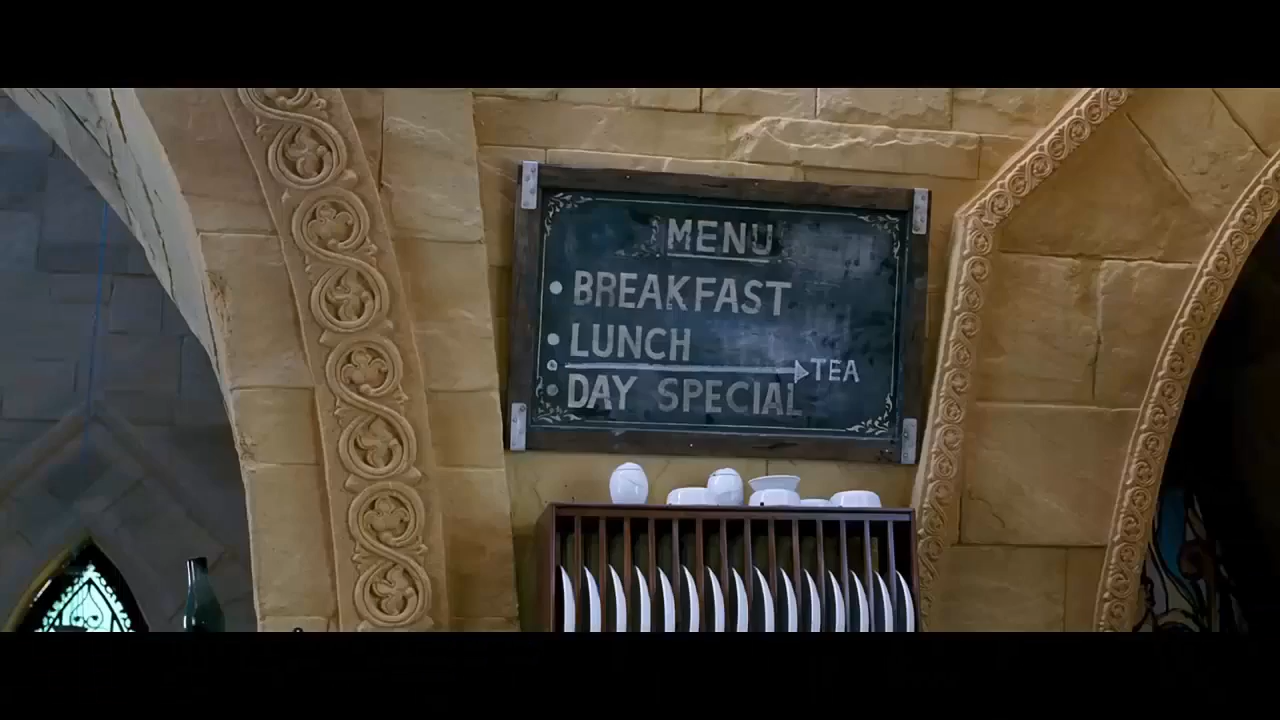 MENU
• BREAKFAST
• LUNCH
• TEA
• DAY SPECIAL